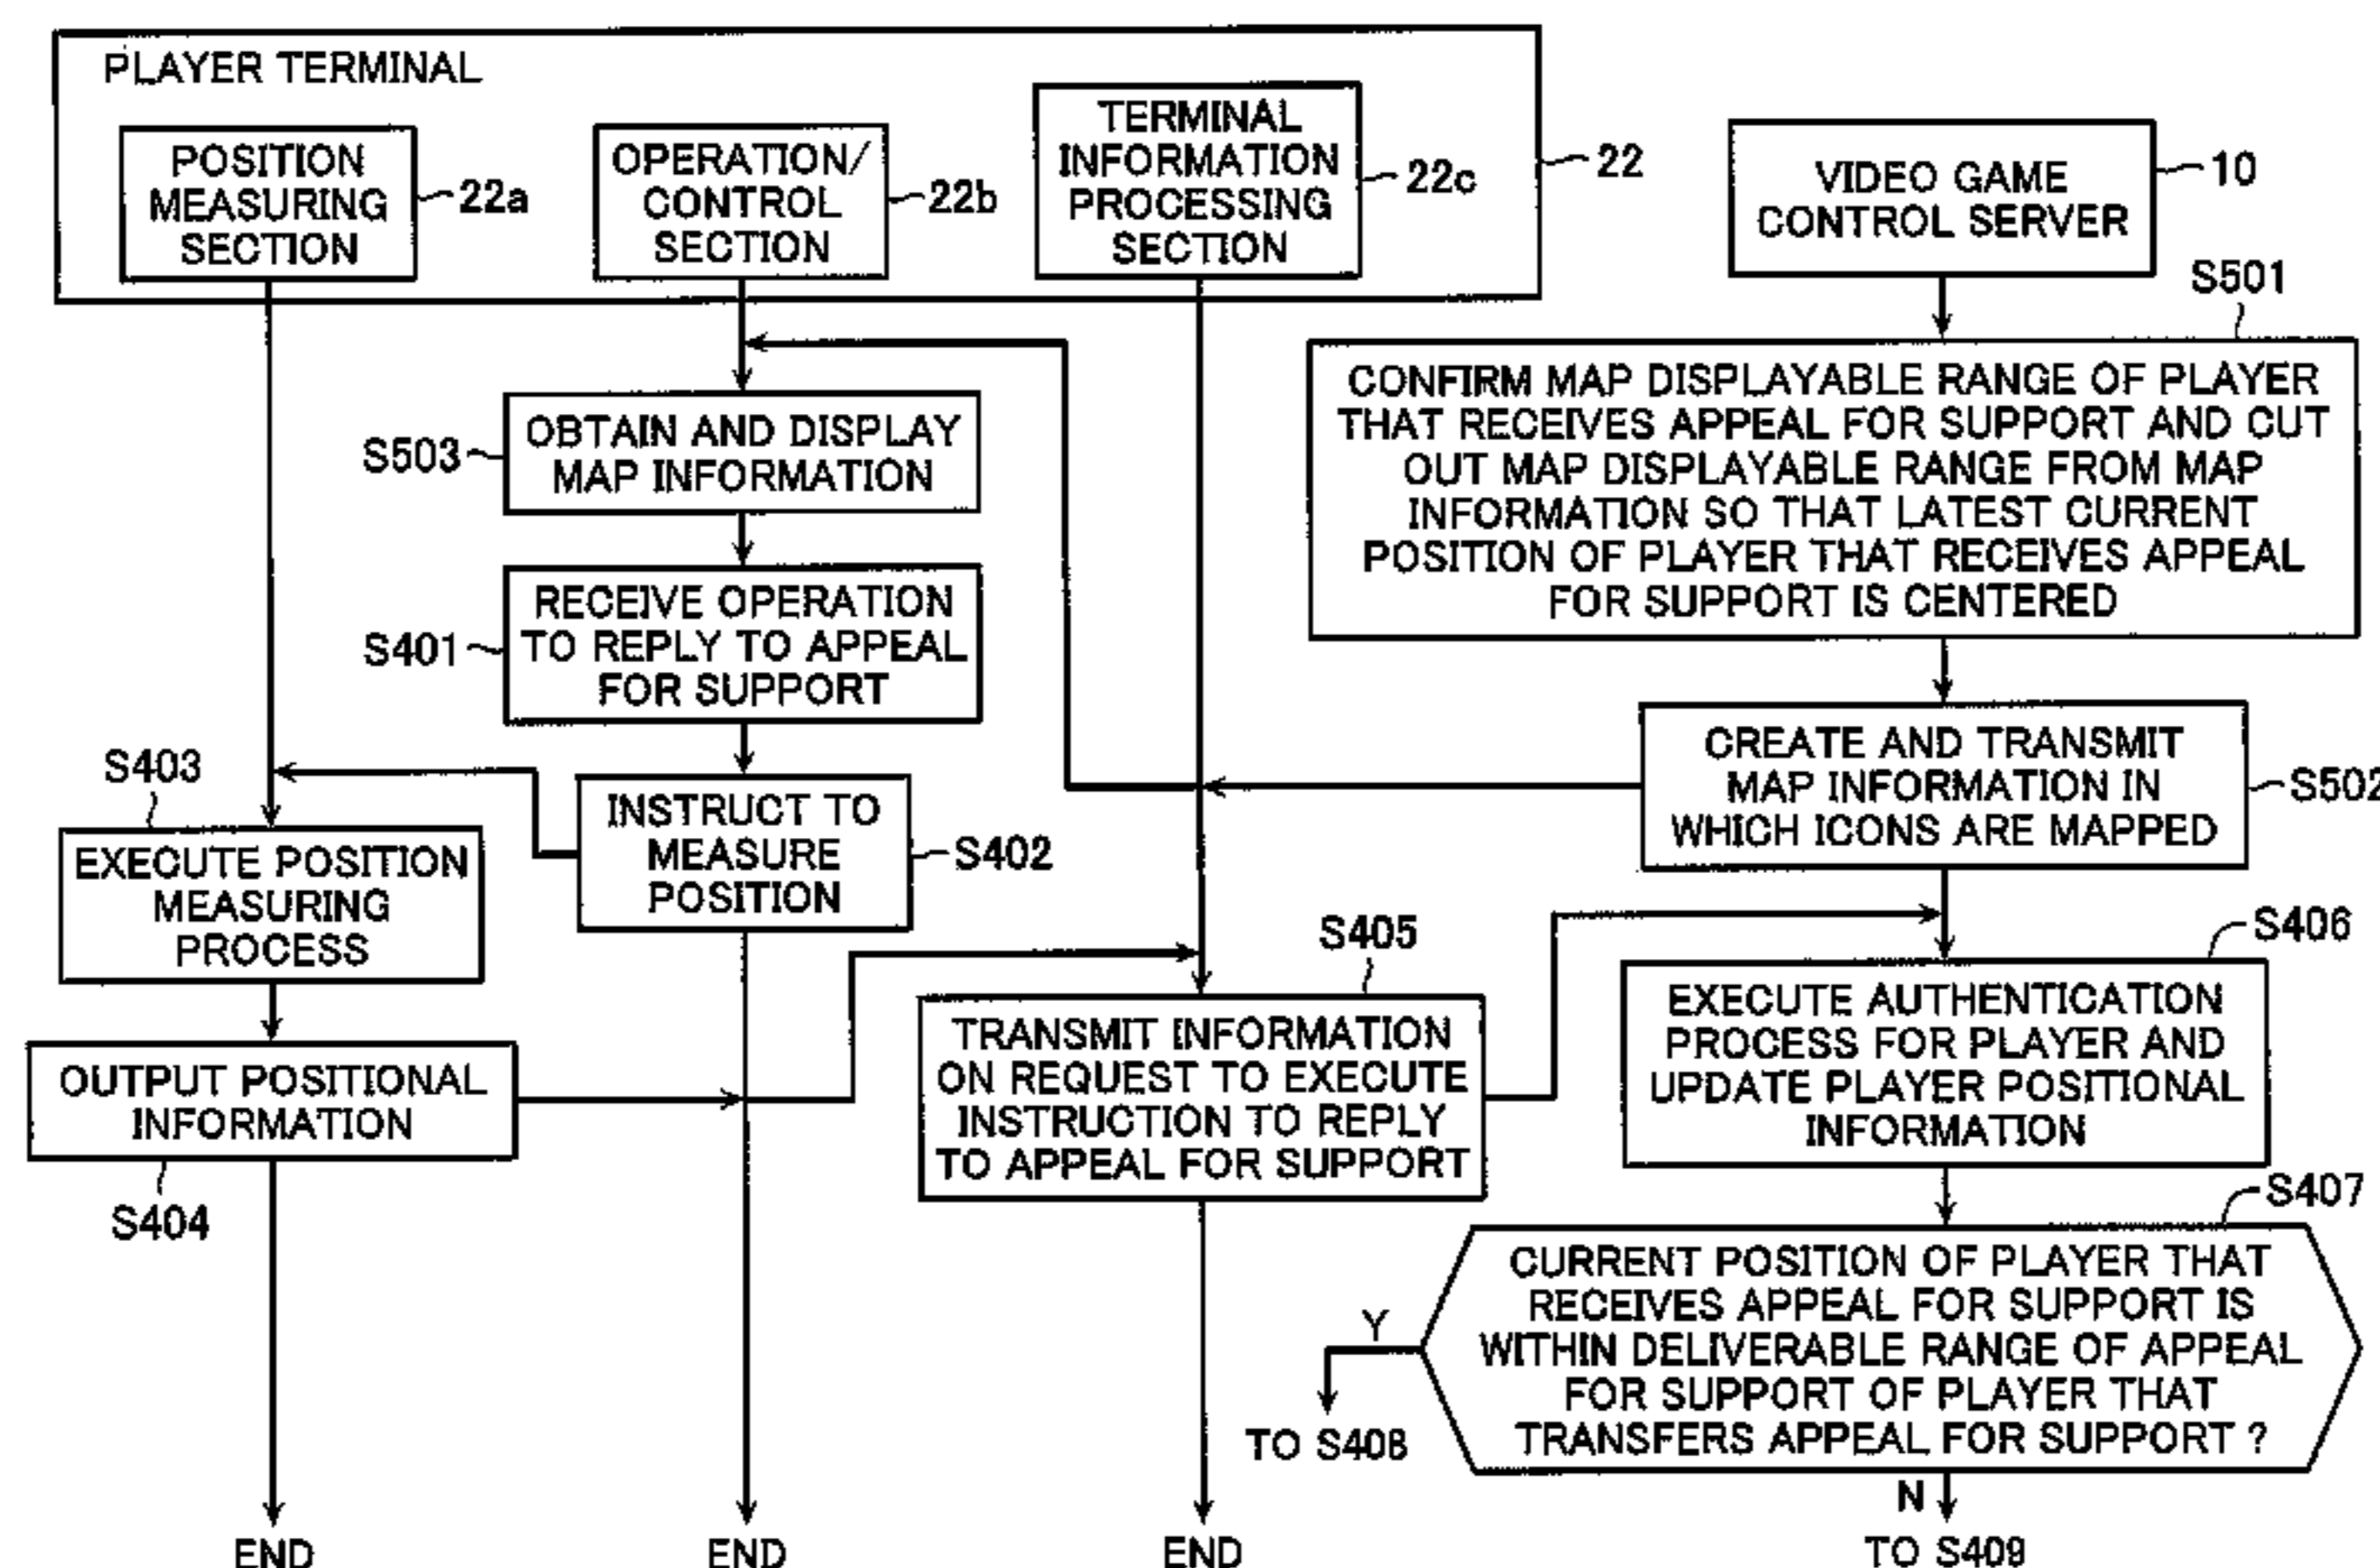 PLAYER TERMINAL
POSITION
MEASURING
SECTION
22a
OPERATION/
CONTROL
SECTION
22b
TERMINAL
INFORMATION
PROCESSING
SECTION
22c
22
VIDEO GAME
CONTROL SERVER
10
S501
CONFIRM MAP DISPLAYABLE RANGE OF PLAYER
THAT RECEIVES APPEAL FOR SUPPORT AND CUT
OUT MAP DISPLAYABLE RANGE FROM MAP
INFORMATION SO THAT LATEST CURRENT
POSITION OF PLAYER THAT RECEIVES APPEAL
FOR SUPPORT IS CENTERED
S503
OBTAIN AND DISPLAY
MAP INFORMATION
S401
RECEIVE OPERATION
TO REPLY TO APPEAL
FOR SUPPORT
CREATE AND TRANSMIT
MAP INFORMATION IN
WHICH ICONS ARE MAPPED
S502
S403
EXECUTE POSITION
MEASURING
PROCESS
INSTRUCT TO
MEASURE
POSITION
S402
S405
TRANSMIT INFORMATION
ON REQUEST TO EXECUTE
INSTRUCTION TO REPLY
TO APPEAL FOR SUPPORT
S406
EXECUTE AUTHENTICATION
PROCESS FOR PLAYER AND
UPDATE PLAYER POSITIONAL
INFORMATION
OUTPUT POSITIONAL
INFORMATION
S404
S407
CURRENT POSITION OF PLAYER THAT
RECEIVES APPEAL FOR SUPPORT IS
WITHIN DELIVERABLE RANGE OF APPEAL
FOR SUPPORT OF PLAYER THAT
TRANSFERS APPEAL FOR SUPPORT ?
Y
TO S408
N
TO S409
END
END
END